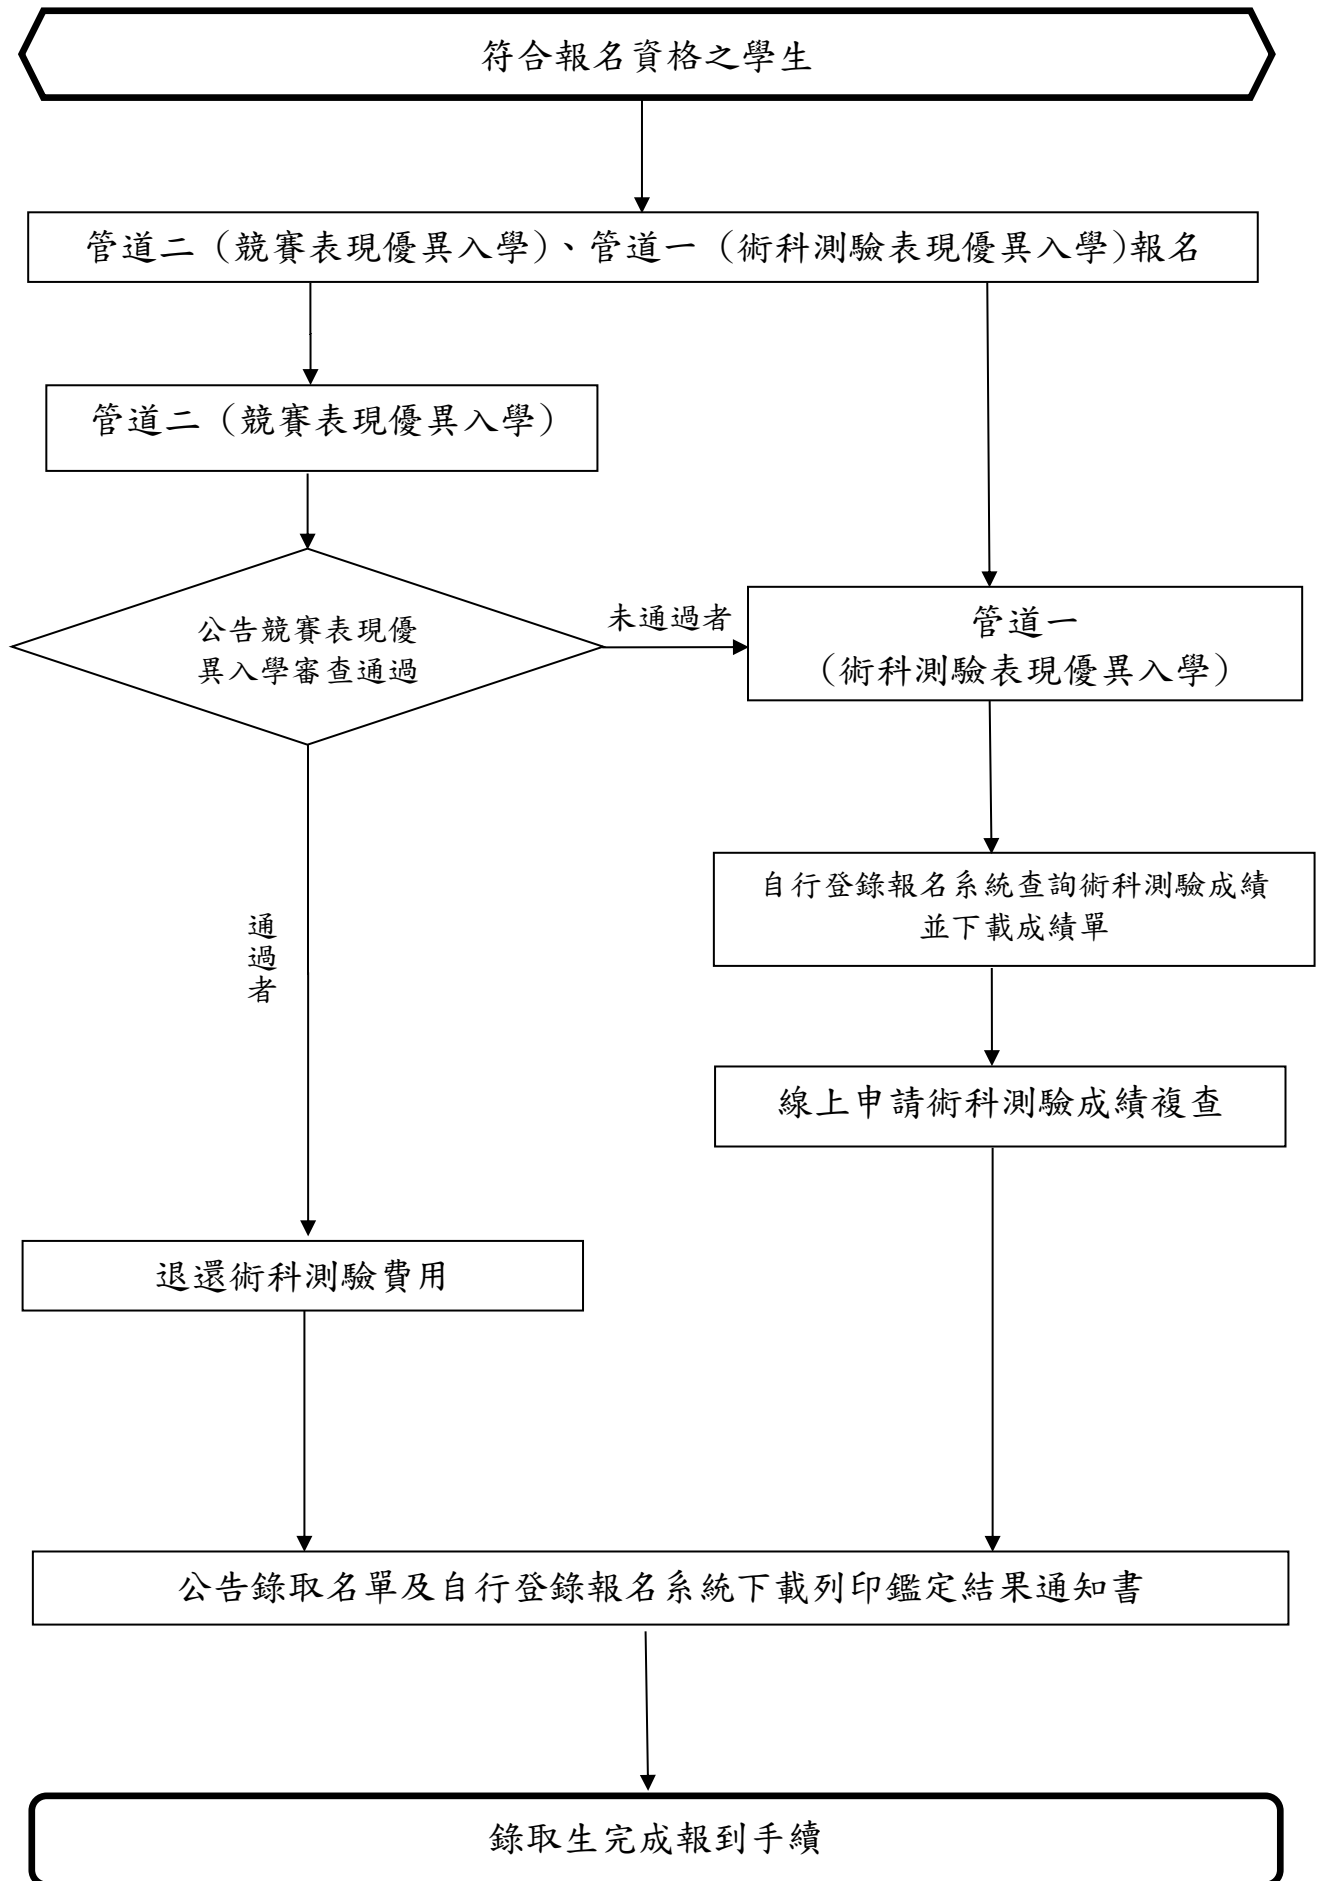 符合報名資格之學生
管道二（競賽表現優異入學）、管道一（術科測驗表現優異入學）報名
管道二（競賽表現優異入學）
公告競賽表現優
異入學審查通過
未通過者
管道一
（術科測驗表現優異入學）
自行登錄報名系統查詢術科測驗成績
並下載成績單
通過者
線上申請術科測驗成績複查
退還術科測驗費用
公告錄取名單及自行登錄報名系統下載列印鑑定結果通知書
錄取生完成報到手續